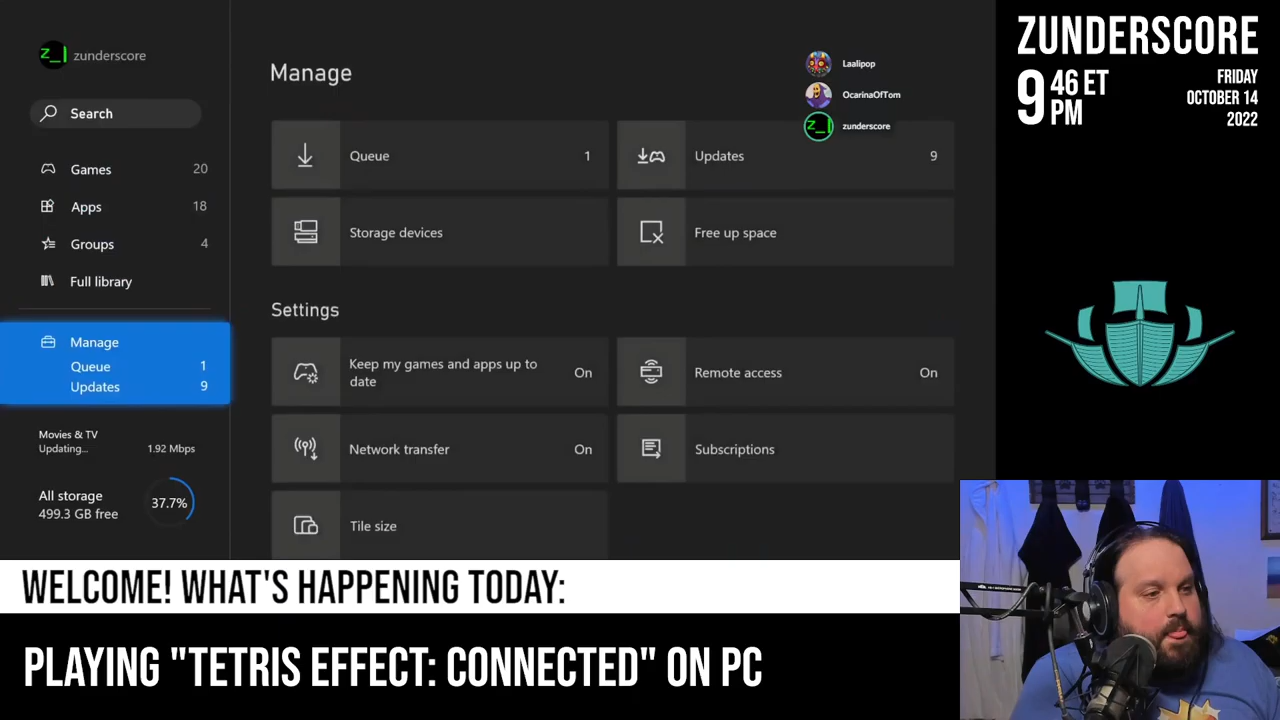 z_|
zunderscore
Search
Games 20
Apps 18
Groups 4
Full library
Manage
Queue 1
Updates 9
Movies & TV
Updating... 1.92 Mbps
All storage
499.3 GB free
37.7%
Manage
Queue 1
Updates 9
Storage devices
Free up space
Settings
Keep my games and apps up to
date
On
Remote access On
Network transfer On
Subscriptions
Tile size
Laalipop
OcarinaOfTom
z_|
zunderscore
ZUNDERSCORE
9 46 ET
PM
FRIDAY
OCTOBER 14
2022
WELCOME! WHAT'S HAPPENING TODAY:
PLAYING "TETRIS EFFECT: CONNECTED" ON PC